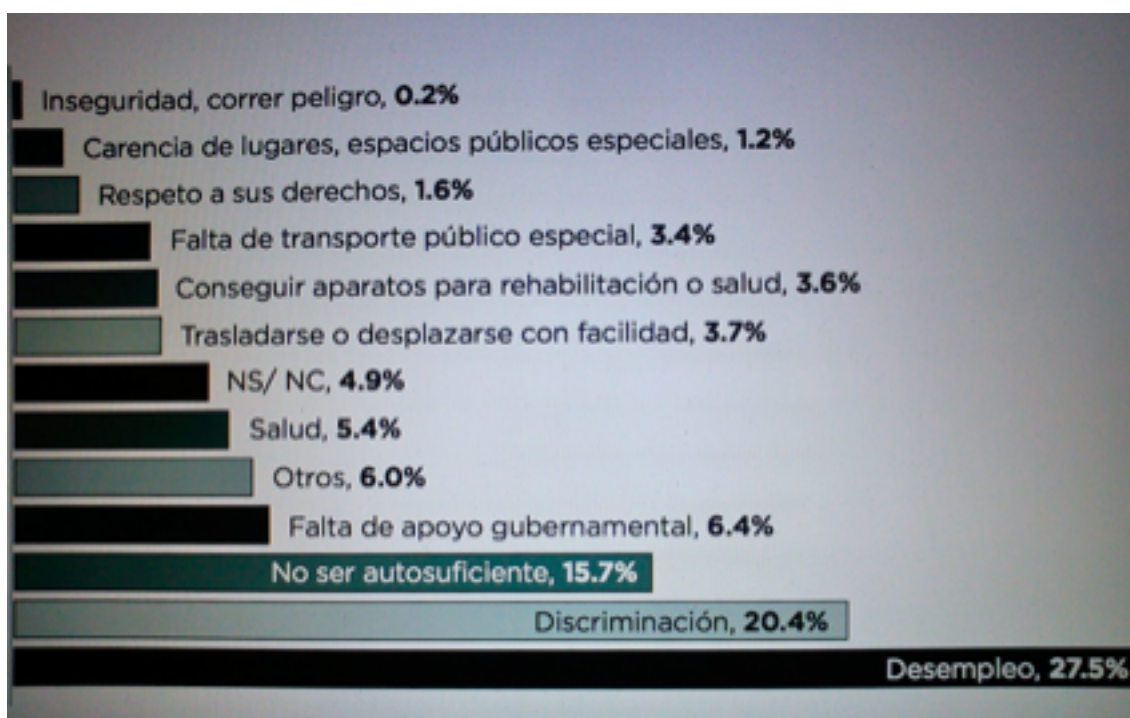 Inseguridad, correr peligro, 0.2%
Carencia de lugares, espacios públicos especiales, 1.2%
Respeto a sus derechos, 1.6%
Falta de transporte público especial, 3.4%
Conseguir aparatos para rehabilitación o salud, 3.6%
Trasladarse o desplazarse con facilidad, 3.7%
NS/ NC, 4.9%
Salud, 5.4%
Otros, 6.0%
Falta de apoyo gubernamental, 6.4%
No ser autosuficiente, 15.7%
Discriminación, 20.4%
Desempleo, 27.5%